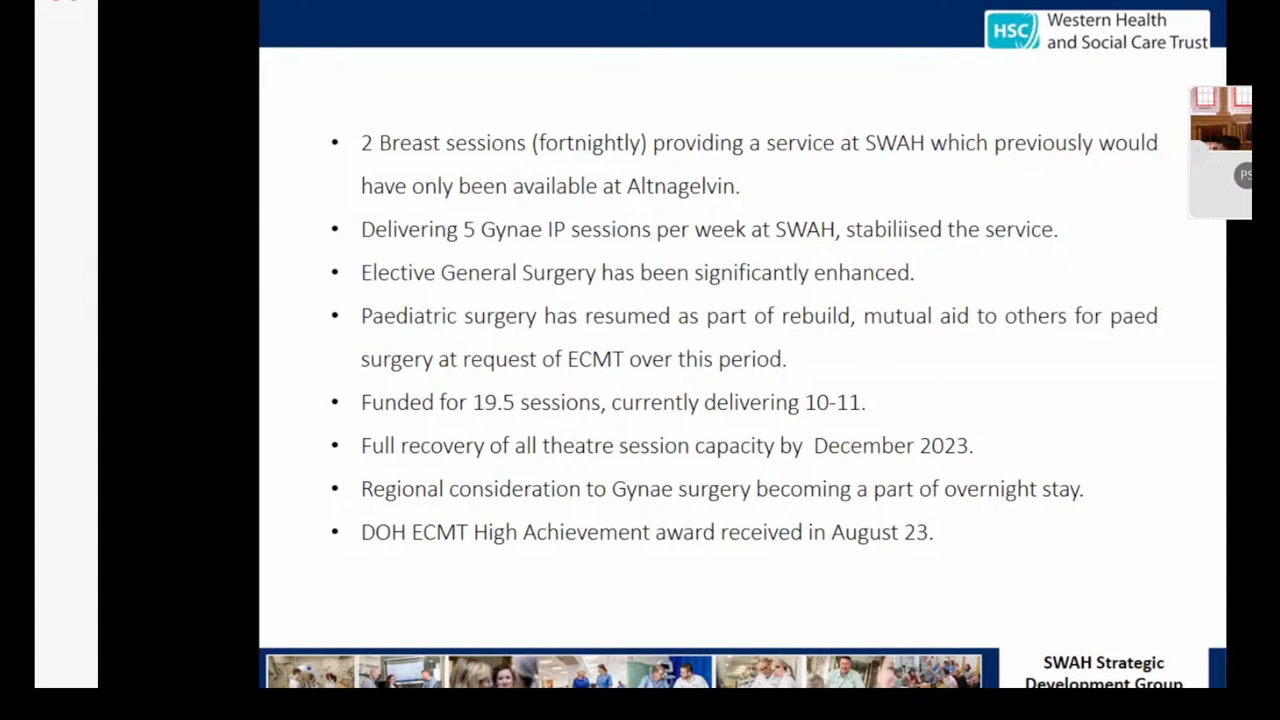 HSC
Western Health
and Social Care Trust
• 2 Breast sessions (fortnightly) providing a service at SWAH which previously would
have only been available at Altnagelvin.
• Delivering 5 Gynae IP sessions per week at SWAH, stabiliised the service.
• Elective General Surgery has been significantly enhanced.
• Paediatric surgery has resumed as part of rebuild, mutual aid to others for paed
surgery at request of ECMT over this period.
• Funded for 19.5 sessions, currently delivering 10-11.
• Full recovery of all theatre session capacity by  December 2023.
• Regional consideration to Gynae surgery becoming a part of overnight stay.
• DOH ECMT High Achievement award received in August 23.
PS
SWAH Strategic
Development Group